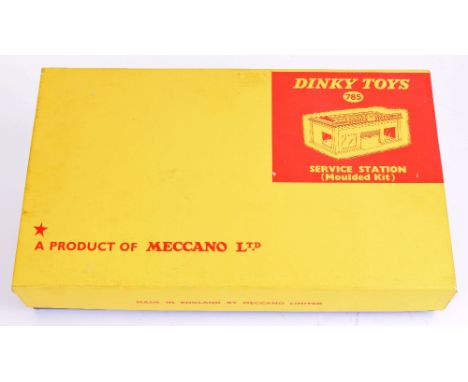 DINKY TOYS
785
SERVICE STATION
(Moulded Kit)
★
A PRODUCT OF MECCANO LTD
MADE IN ENGLAND BY MECCANO LIMITED